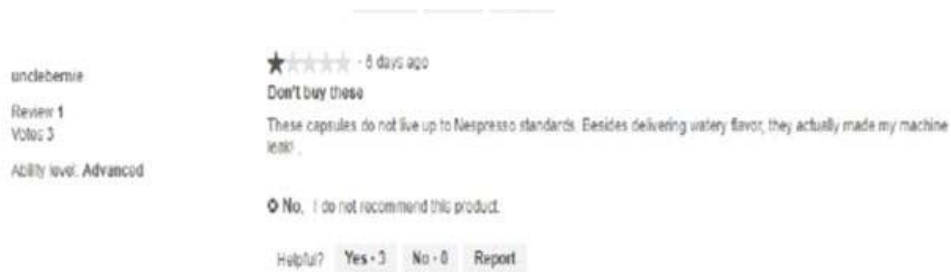 unclebernie
Review 1
Votes 3
Ability level: Advanced
★★★★★ · 6 days ago
Don't buy these
These capsules do not live up to Nespresso standards. Besides delivering watery flavor, they actually made my machine
leak!
No, I do not recommend this product.
Helpful? Yes · 3 No · 0 Report